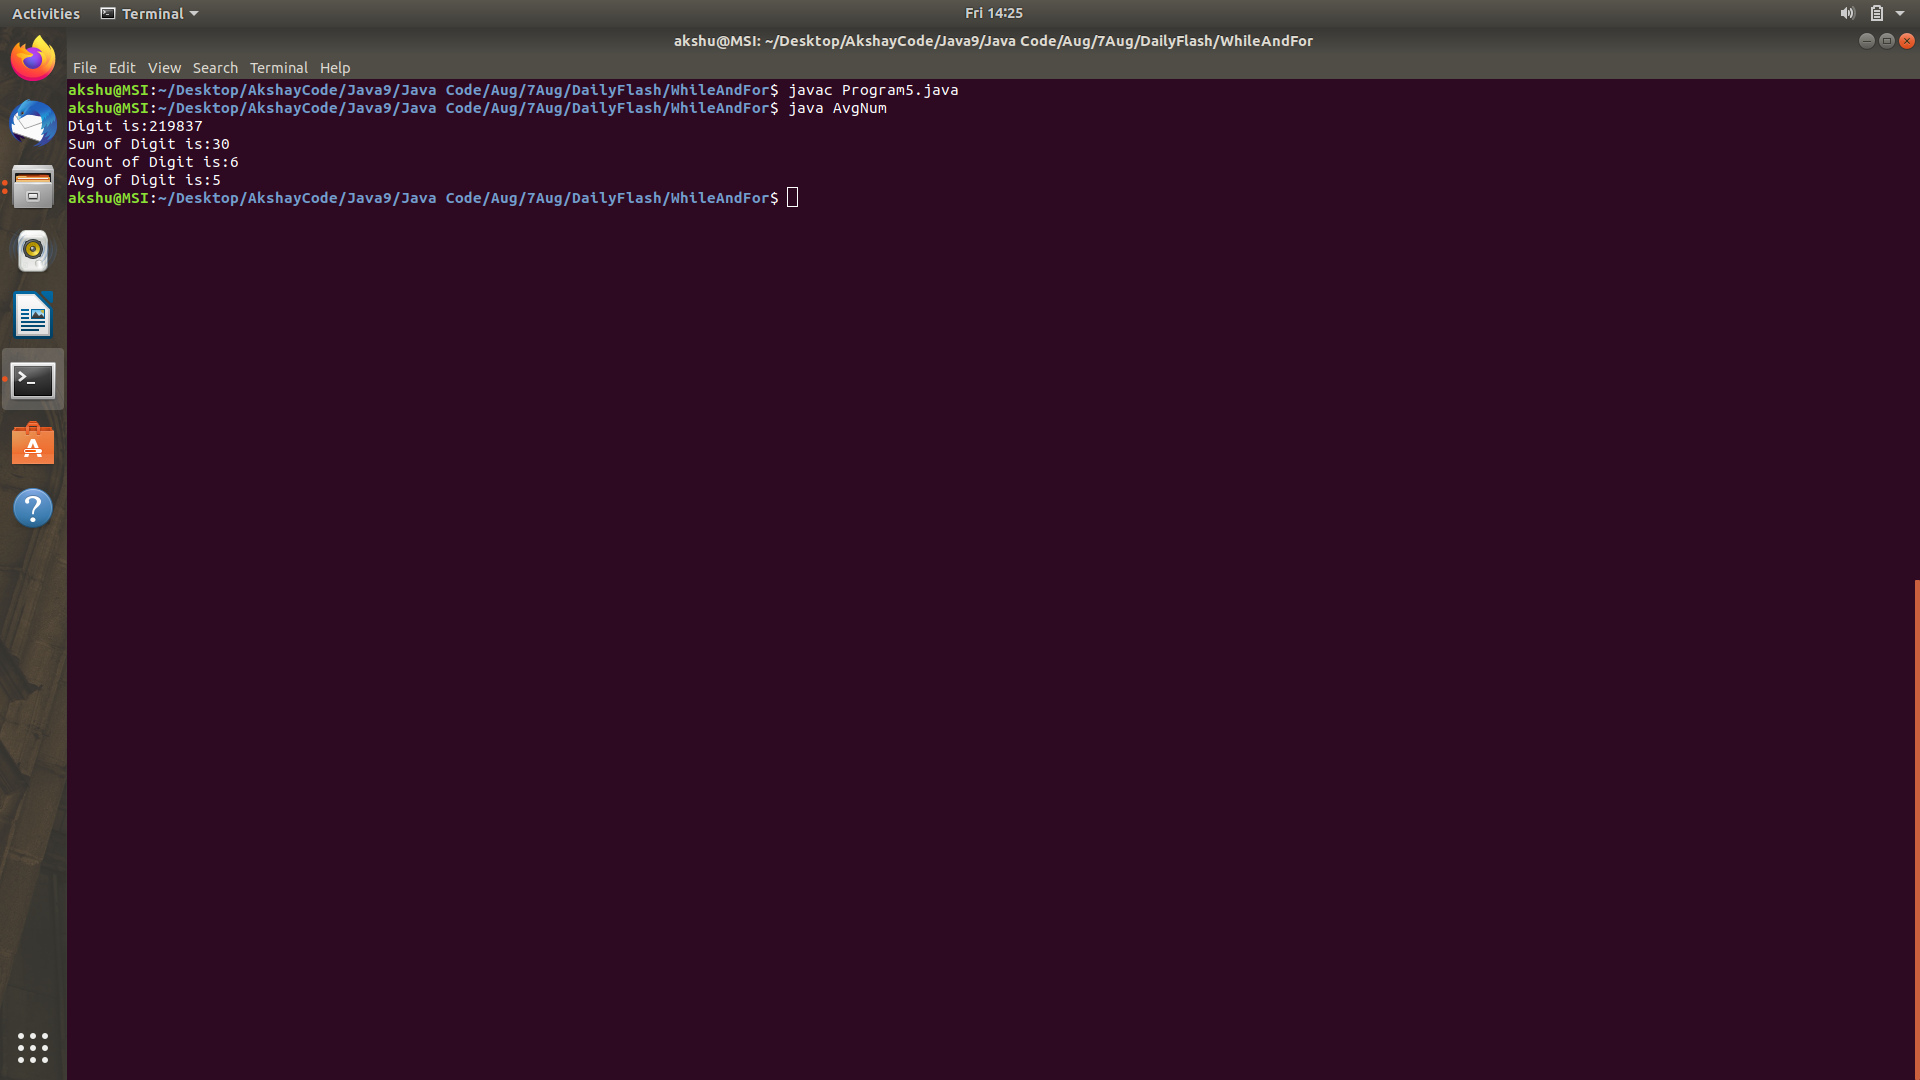 Activities Terminal Fri 14:25
akshu@MSI: ~/Desktop/AkshayCode/Java9/Java Code/Aug/7Aug/DailyFlash/WhileAndFor
File Edit View Search Terminal Help
akshu@MSI:~/Desktop/AkshayCode/Java9/Java Code/Aug/7Aug/DailyFlash/WhileAndFor$ javac Program5.java
akshu@MSI:~/Desktop/AkshayCode/Java9/Java Code/Aug/7Aug/DailyFlash/WhileAndFor$ java AvgNum
Digit is:219837
Sum of Digit is:30
Count of Digit is:6
Avg of Digit is:5
akshu@MSI:~/Desktop/AkshayCode/Java9/Java Code/Aug/7Aug/DailyFlash/WhileAndFor$